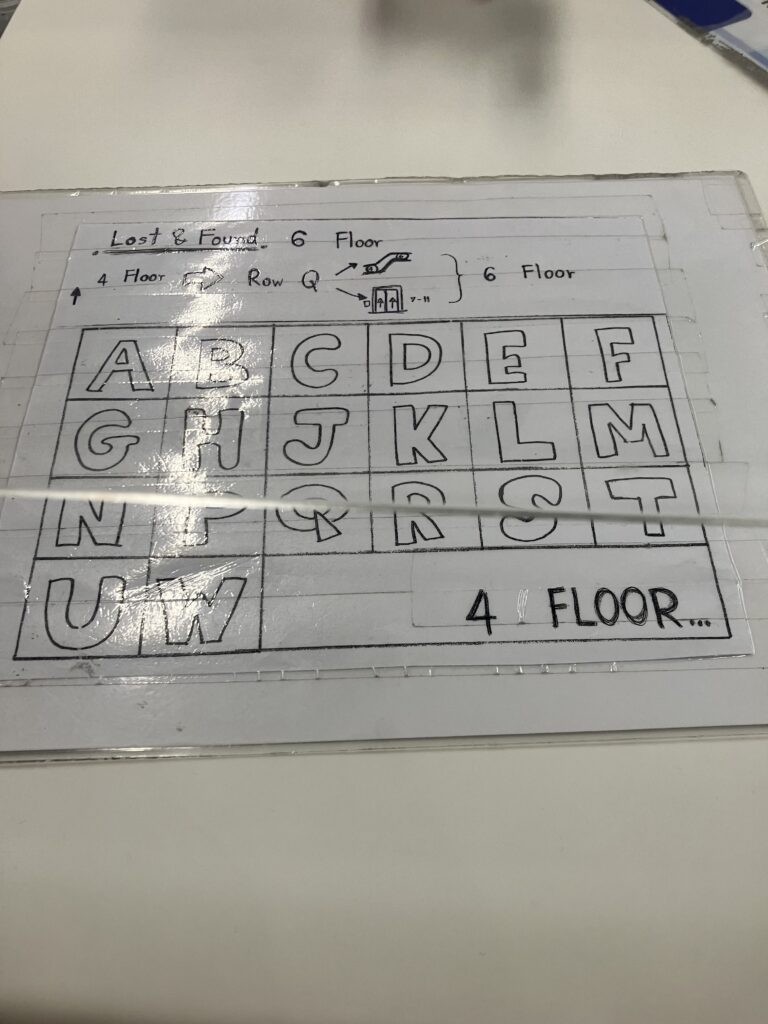 Lost & Found. 6 Floor
4 Floor ⇨ Row Q 6 Floor
A B C D E F
G H J K L M
N P Q R S T
U W 4 FLOOR...